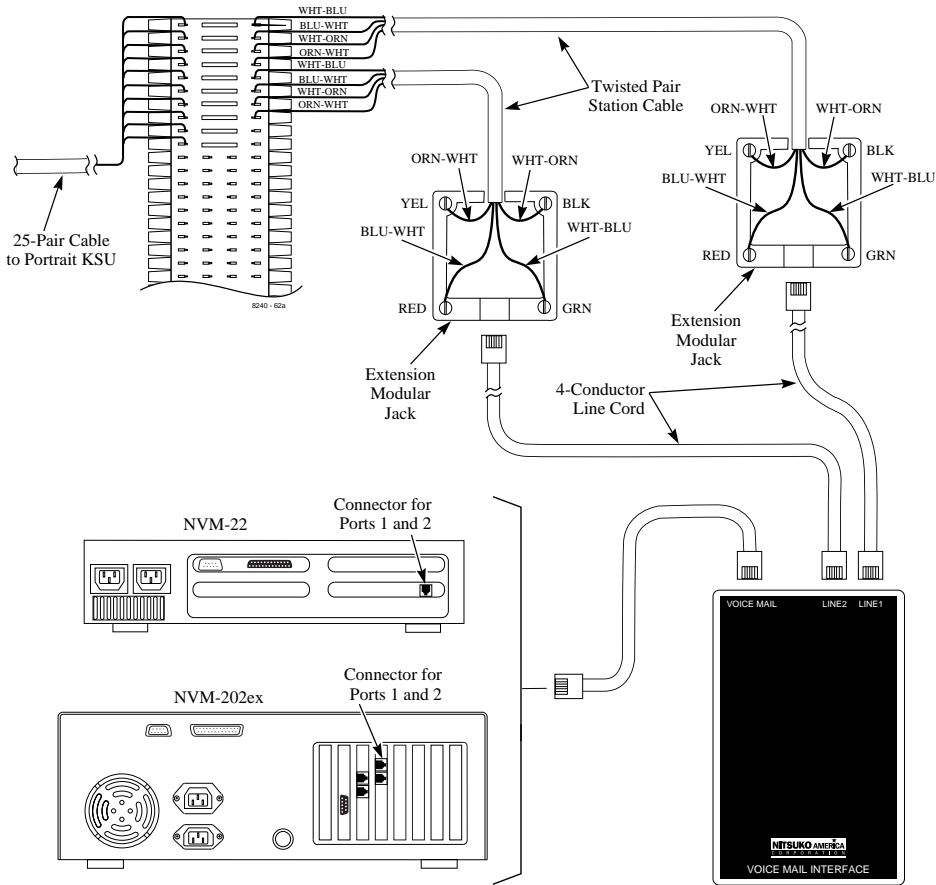 WHT-BLU
BLU-WHT
WHT-ORN
ORN-WHT
WHT-BLU
BLU-WHT
WHT-ORN
ORN-WHT
25-Pair Cable
to Portrait KSU
8240 - 62a
Twisted Pair
Station Cable
ORN-WHT
WHT-ORN
YEL
BLK
BLU-WHT
WHT-BLU
RED
GRN
Extension
Modular
Jack
ORN-WHT
WHT-ORN
YEL
BLK
BLU-WHT
WHT-BLU
RED
GRN
Extension
Modular
Jack
4-Conductor
Line Cord
NVM-22
Connector for
Ports 1 and 2
NVM-202ex
Connector for
Ports 1 and 2
VOICE MAIL
LINE2
LINE1
NITSUKO AMERICA
CORPORATION
VOICE MAIL INTERFACE